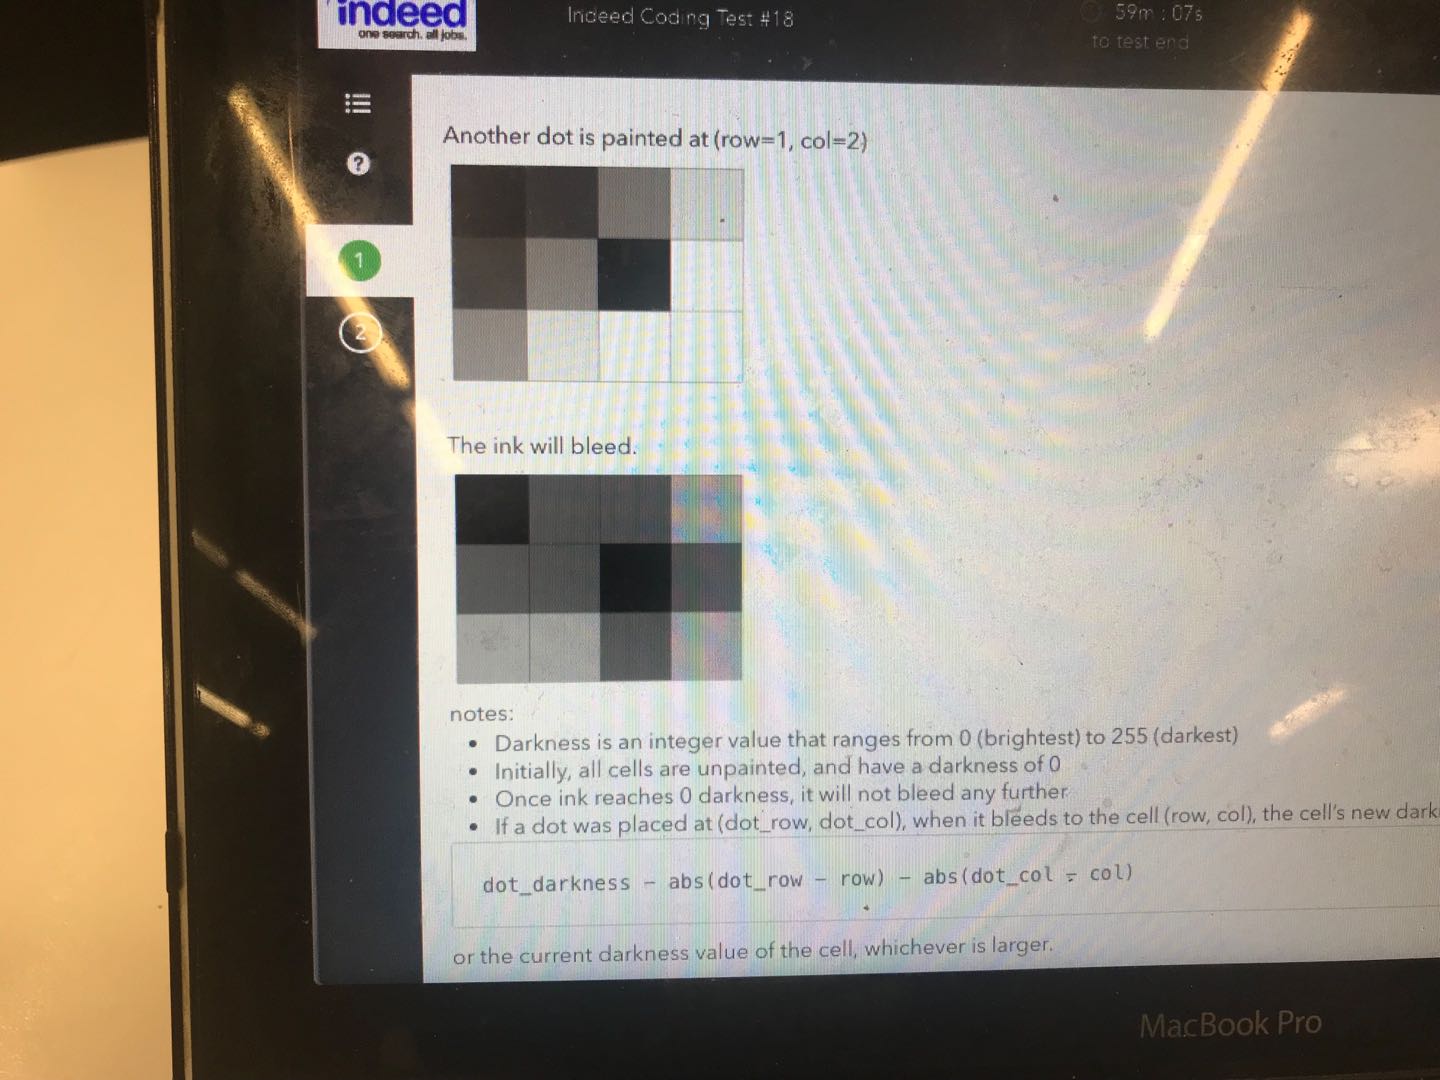 indeed
one search. all jobs.
Indeed Coding Test #18
59m : 07s
to test end
?
1
2
Another dot is painted at (row=1, col=2)
The ink will bleed.
notes:
• Darkness is an integer value that ranges from 0 (brightest) to 255 (darkest)
• Initially, all cells are unpainted, and have a darkness of 0
• Once ink reaches 0 darkness, it will not bleed any further
• If a dot was placed at (dot_row, dot_col), when it bleeds to the cell (row, col), the cell's new dark
dot_darkness - abs(dot_row - row) - abs(dot_col - col)
or the current darkness value of the cell, whichever is larger.
MacBook Pro